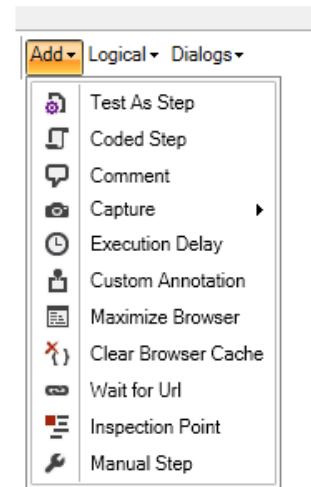 Add Logical Dialogs
Test As Step
Coded Step
Comment
Capture
Execution Delay
Custom Annotation
Maximize Browser
Clear Browser Cache
Wait for Url
Inspection Point
Manual Step